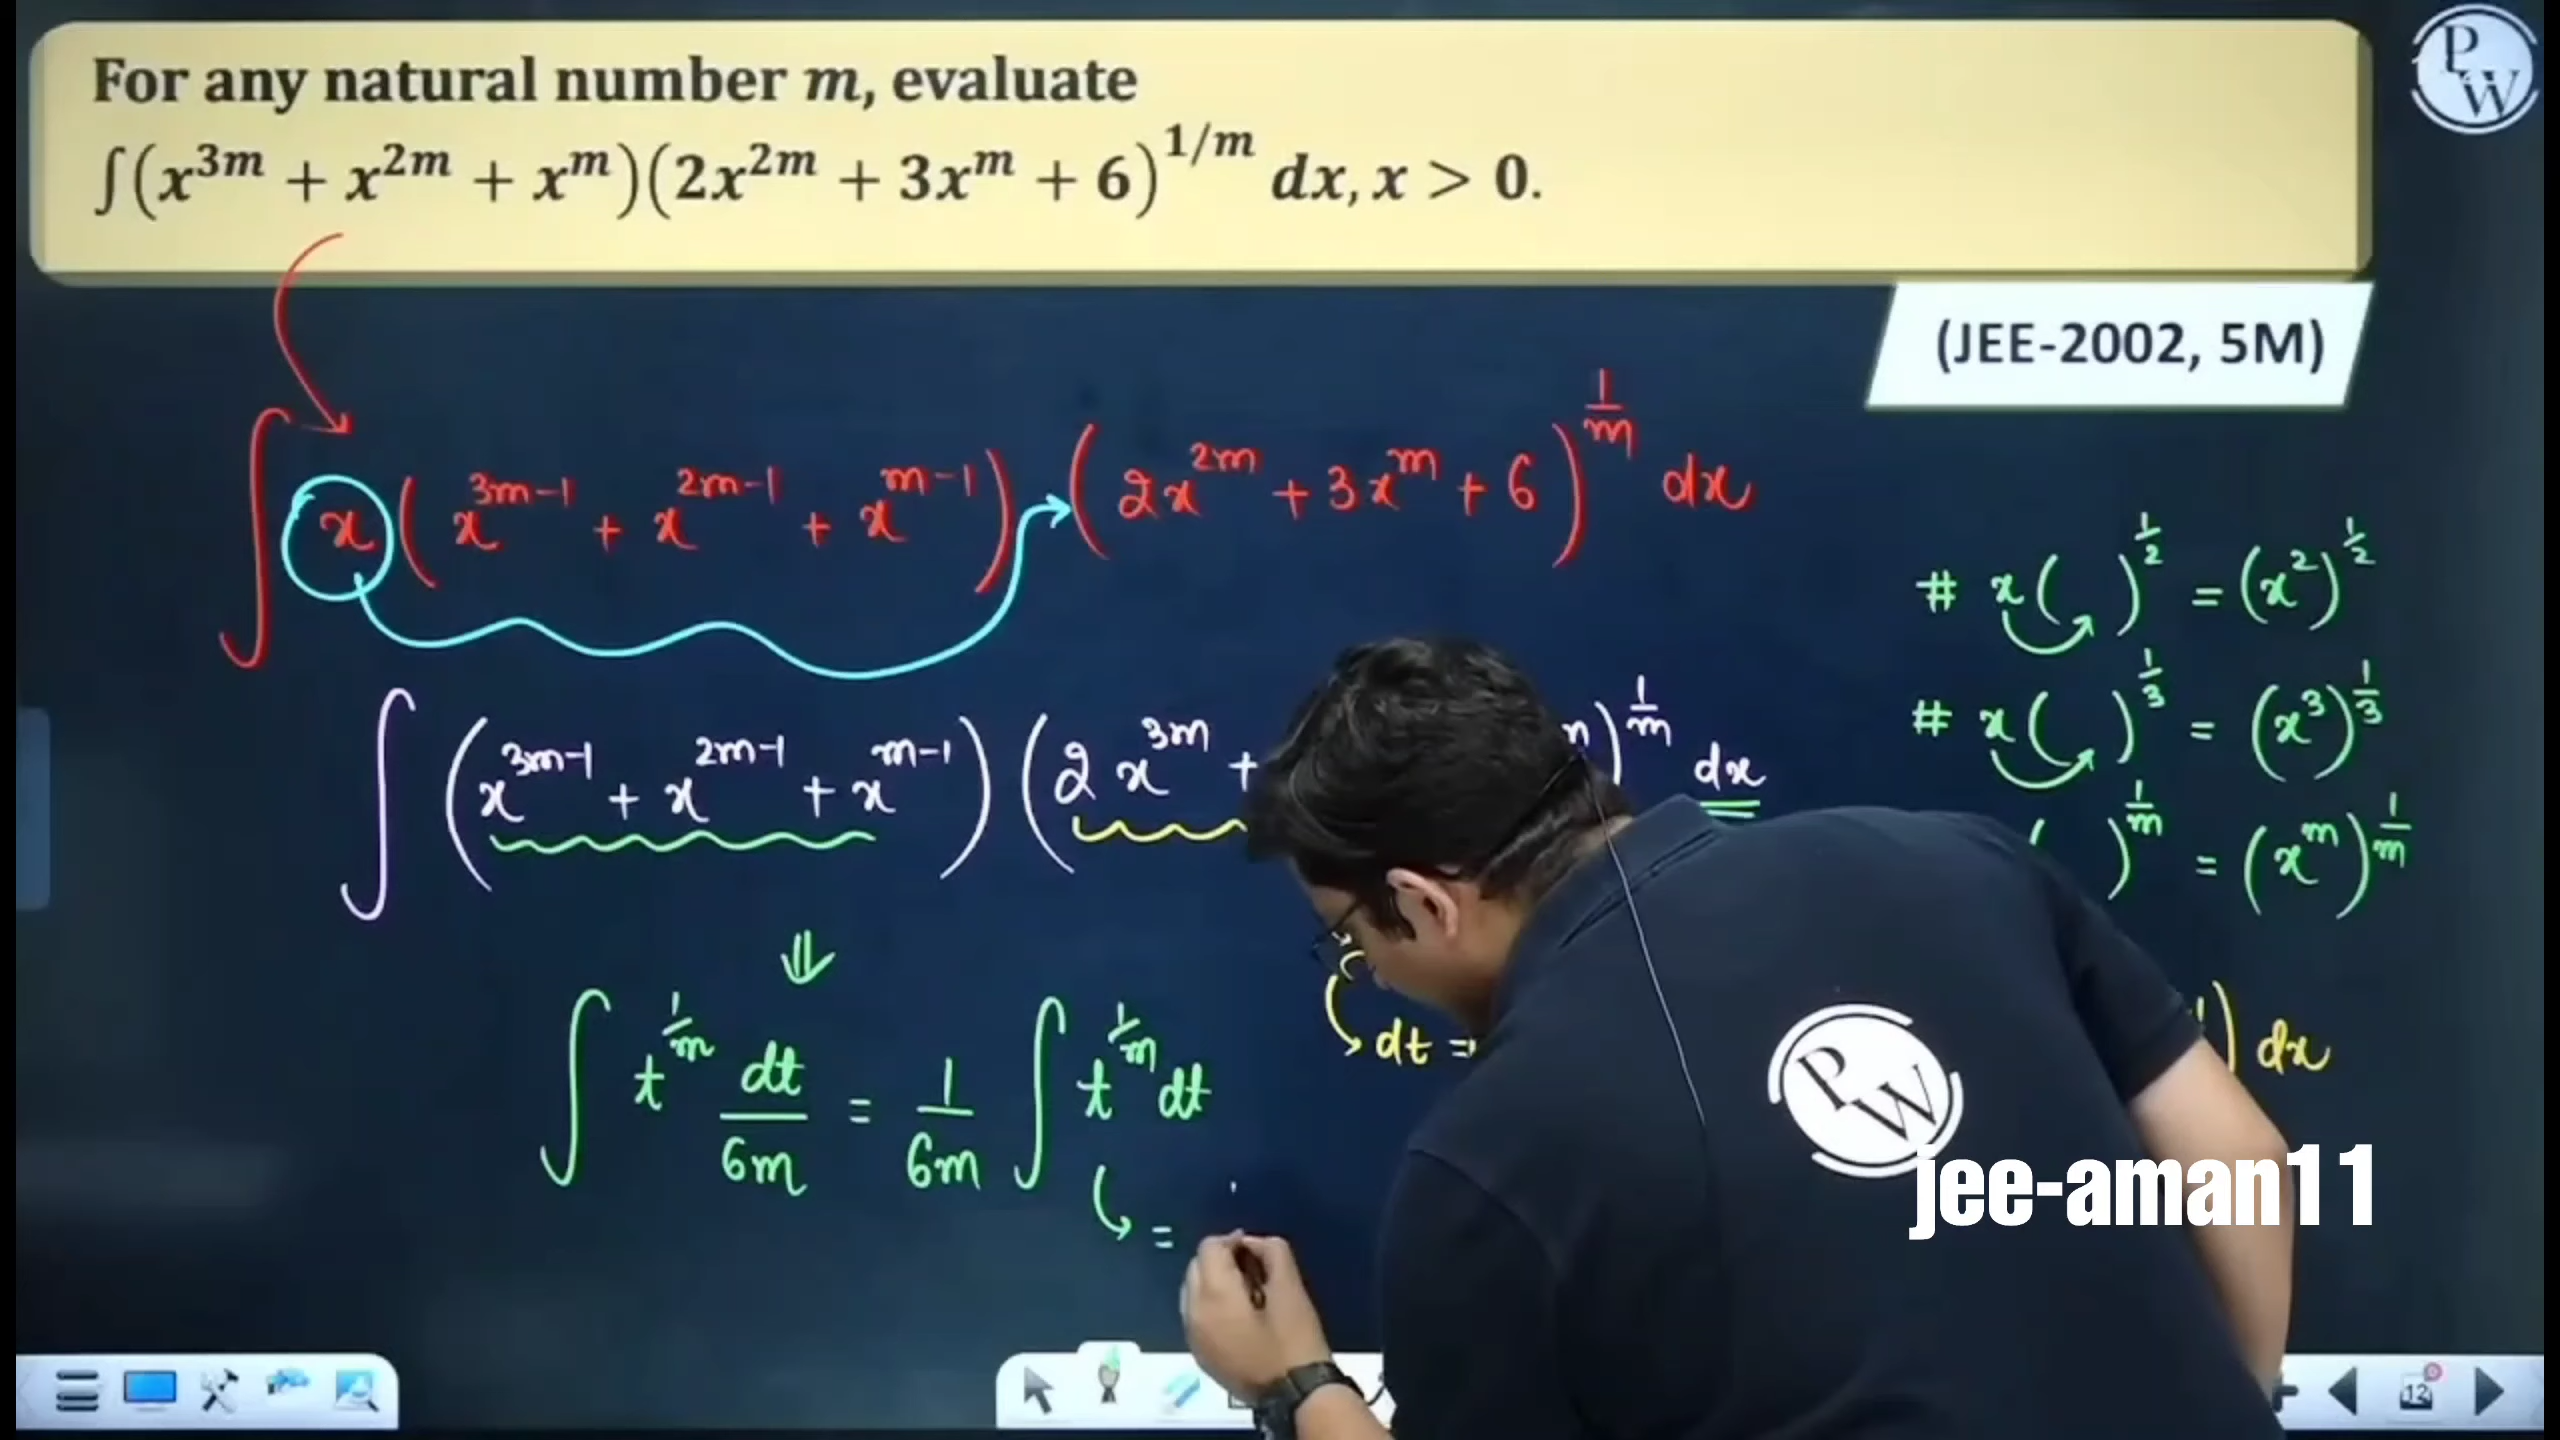 For any natural number m, evaluate
∫(x^{3m} + x^{2m} + x^m)(2x^{2m} + 3x^m + 6)^{1/m} dx, x > 0.
PW
(JEE-2002, 5M)
∫ x (x^{3m-1} + x^{2m-1} + x^{m-1}) (2x^{2m} + 3x^m + 6)^{1/m} dx
# x( )^{1/2} = (x^2)^{1/2}
# x( )^{1/3} = (x^3)^{1/3}
( )^{1/m} = (x^m)^{1/m}
∫ (x^{3m-1} + x^{2m-1} + x^{m-1}) (2x^{3m} + )^{1/m} dx
⇓
dt = ) dx
∫ t^{1/m} dt/6m = 1/6m ∫ t^{1/m} dt
=
PW
jee-aman11
12